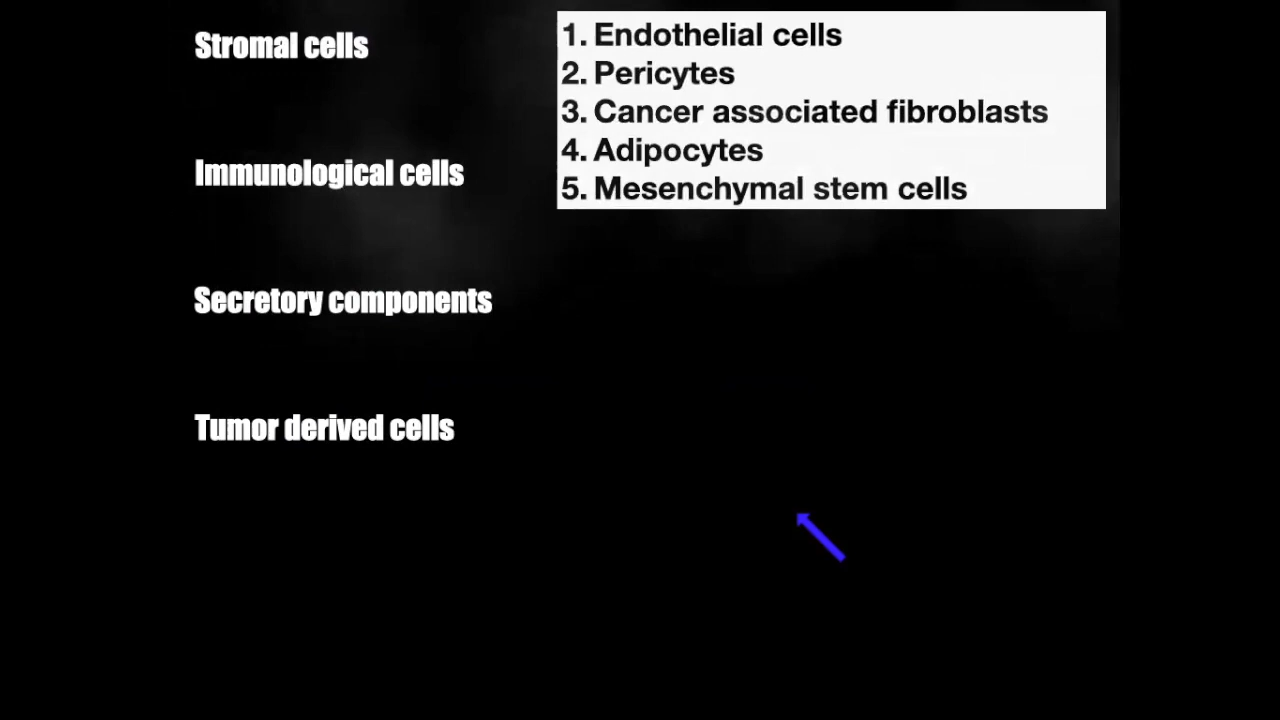 Stromal cells
Immunological cells
Secretory components
Tumor derived cells
1. Endothelial cells
2. Pericytes
3. Cancer associated fibroblasts
4. Adipocytes
5. Mesenchymal stem cells